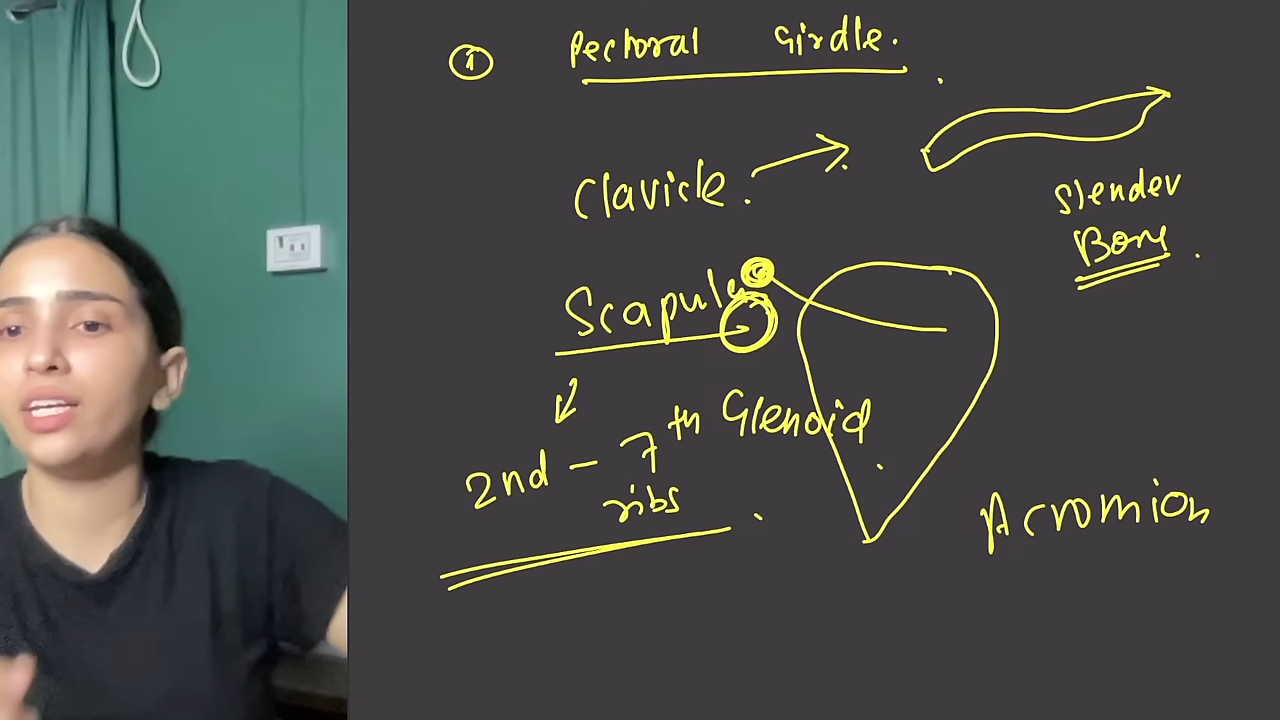 1 Pectoral Girdle.
Clavicle.
Slender
Bone
Scapula
2nd - 7th
ribs
Glenoid
Acromion